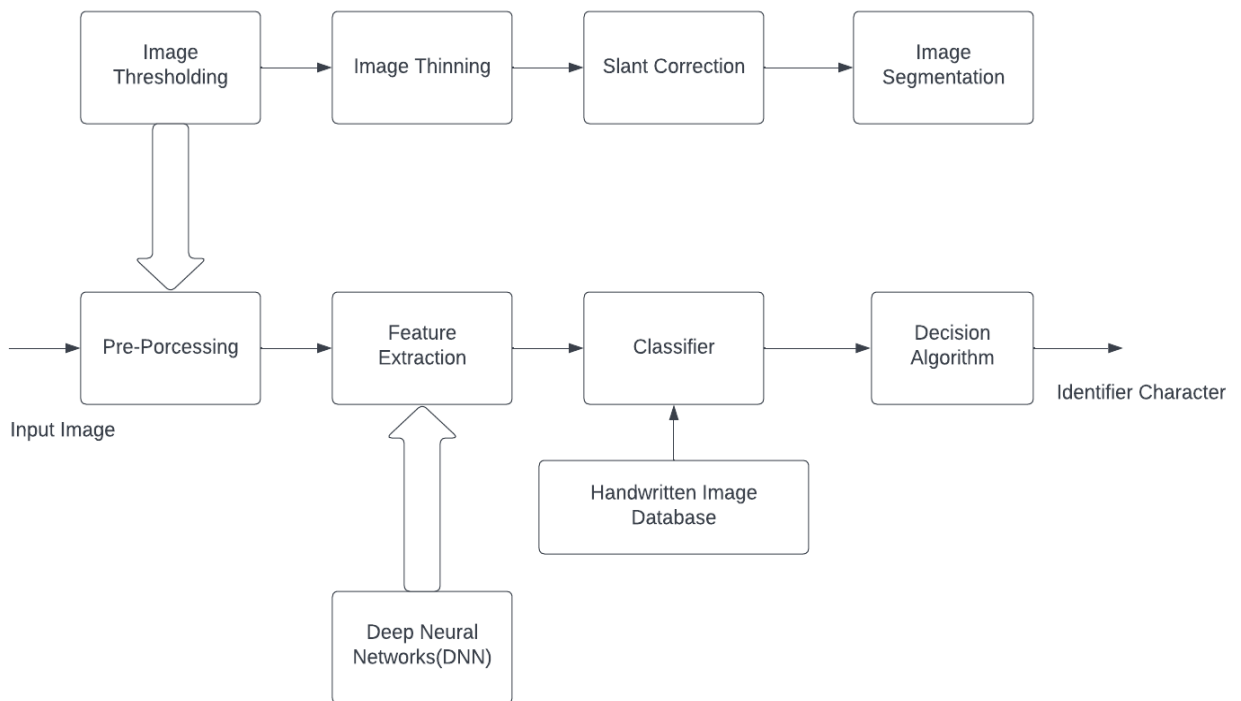 Image
Thresholding
Image Thinning
Slant Correction
Image
Segmentation
Pre-Porcessing
Feature
Extraction
Classifier
Decision
Algorithm
Identifier Character
Input Image
Handwritten Image
Database
Deep Neural
Networks(DNN)